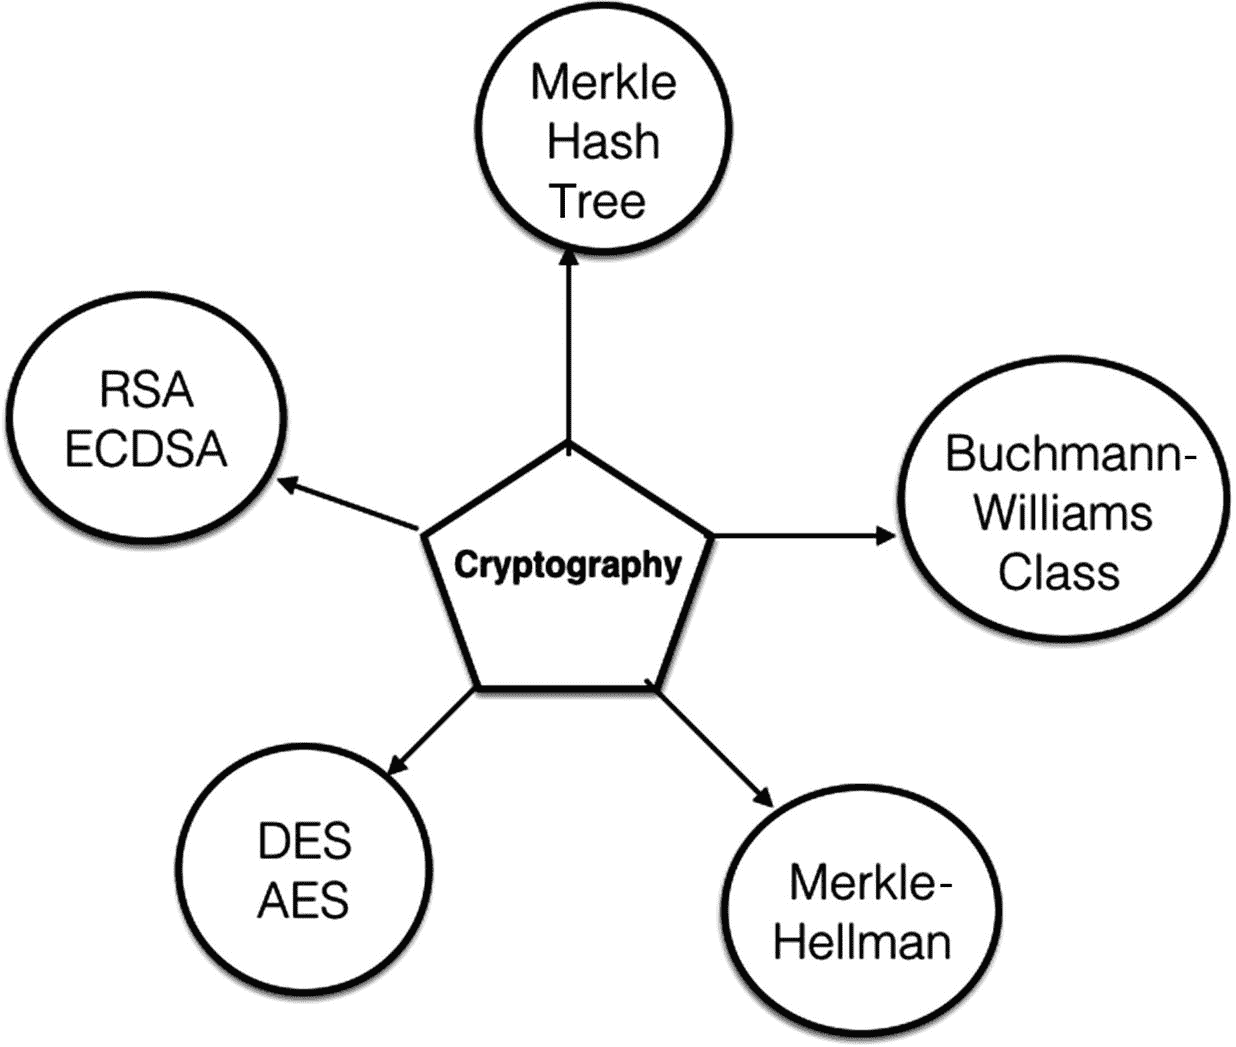 Merkle
Hash
Tree
RSA
ECDSA
Buchmann-
Williams
Class
Cryptography
DES
AES
Merkle-
Hellman